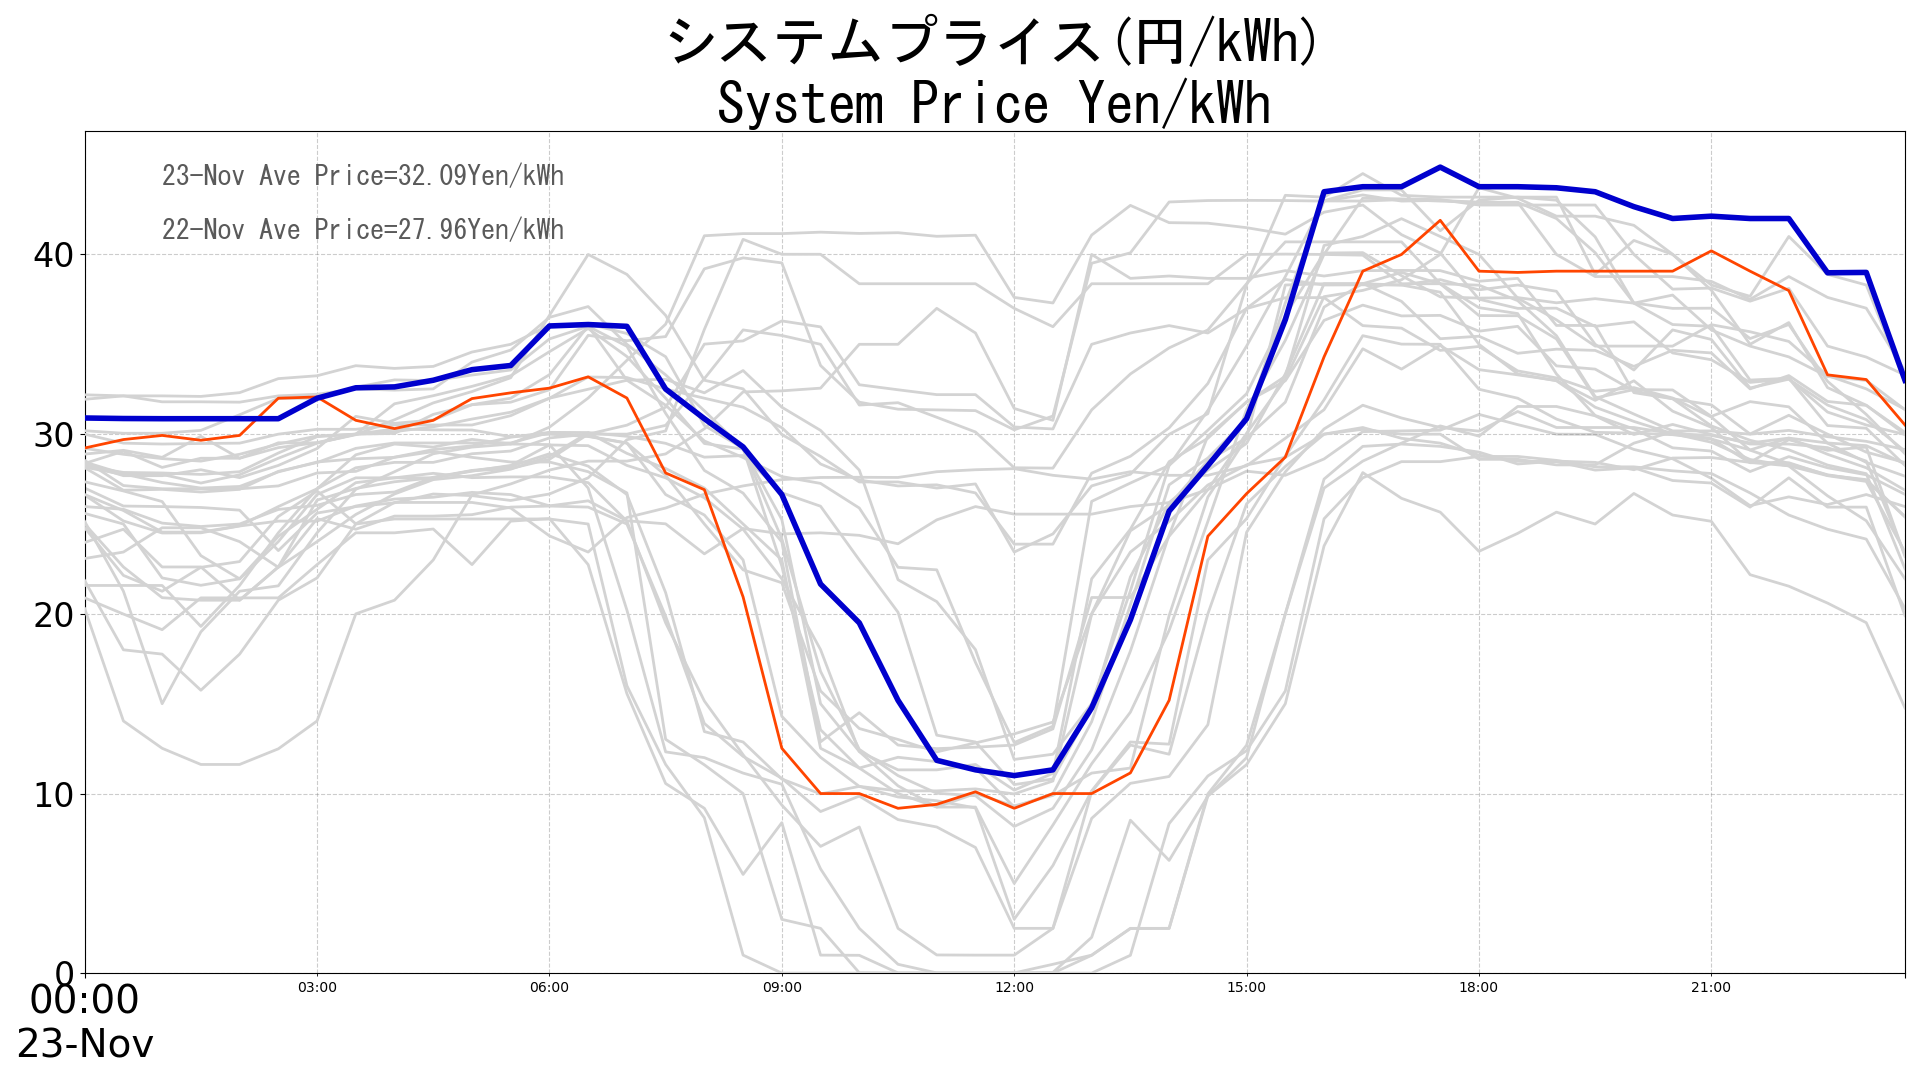 システムプライス(円/kWh)
System Price Yen/kWh
23-Nov Ave Price=32.09Yen/kWh
22-Nov Ave Price=27.96Yen/kWh
40
30
20
10
0
00:00 03:00 06:00 09:00 12:00 15:00 18:00 21:00
23-Nov